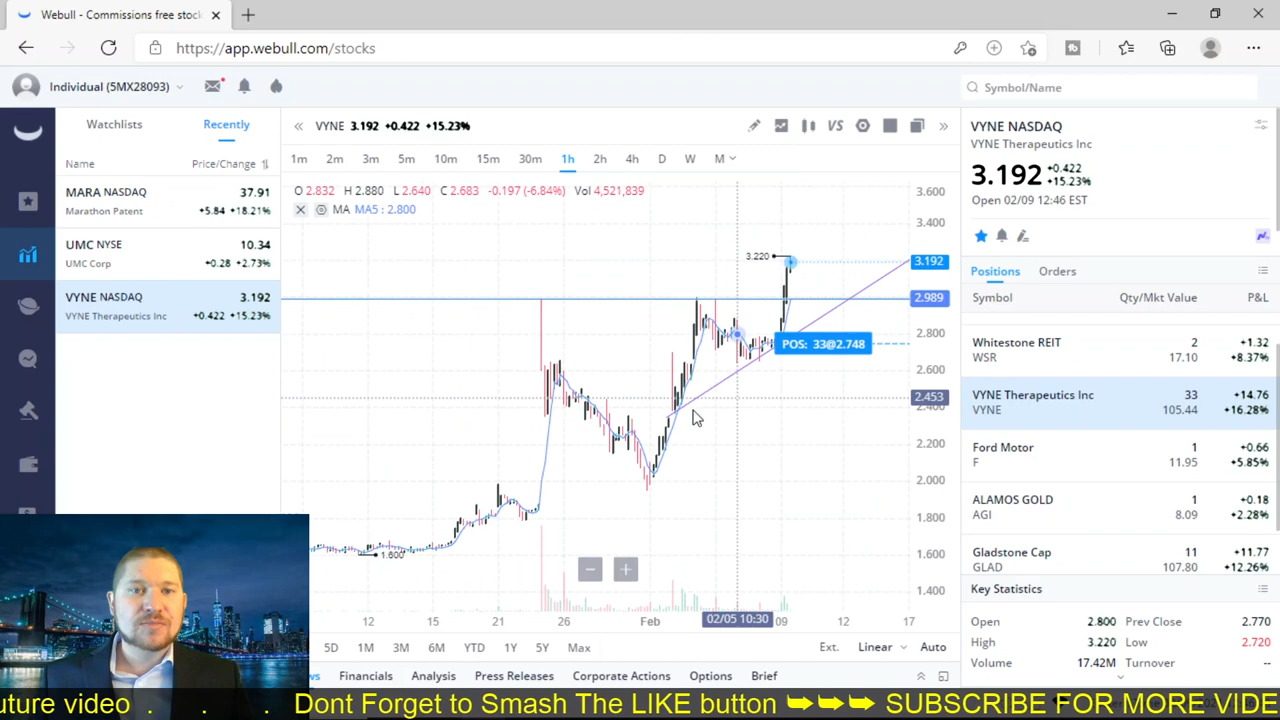 Webull - Commissions free stoc
https://app.webull.com/stocks
Individual (5MX28093)
Symbol/Name
Watchlists
Recently
Name
Price/Change
MARA NASDAQ
37.91
Marathon Patent
+5.84 +18.21%
UMC NYSE
10.34
UMC Corp
+0.28 +2.73%
VYNE NASDAQ
3.192
VYNE Therapeutics Inc
+0.422 +15.23%
VYNE 3.192 +0.422 +15.23%
VS
1m 2m 3m 5m 10m 15m 30m 1h 2h 4h D W M
O 2.832 H 2.880 L 2.640 C 2.683 -0.197 (-6.84%) Vol 4,521,839
MA MA5 : 2.800
3.600
3.400
3.220
3.192
2.989
2.800
POS: 33@2.748
2.600
2.453
2.400
2.200
2.000
1.800
1.600
1.600
1.400
12 15 21 26 Feb 02/05 10:30 09 12 17
5D 1M 3M 6M YTD 1Y 5Y Max
Ext. Linear Auto
Financials Analysis Press Releases Corporate Actions Options Brief
VYNE NASDAQ
VYNE Therapeutics Inc
3.192
+0.422
+15.23%
Open 02/09 12:46 EST
Positions Orders
Symbol Qty/Mkt Value P&L
Whitestone REIT 2 +1.32
WSR 17.10 +8.37%
VYNE Therapeutics Inc 33 +14.76
VYNE 105.44 +16.28%
Ford Motor 1 +0.66
F 11.95 +5.85%
ALAMOS GOLD 1 +0.18
AGI 8.09 +2.28%
Gladstone Cap 11 +11.77
GLAD 107.80 +12.26%
Key Statistics
Open 2.800 Prev Close 2.770
High 3.220 Low 2.720
Volume 17.42M Turnover --
uture video . . . Dont Forget to Smash The LIKE button ➥➥➥ SUBSCRIBE FOR MORE VIDE